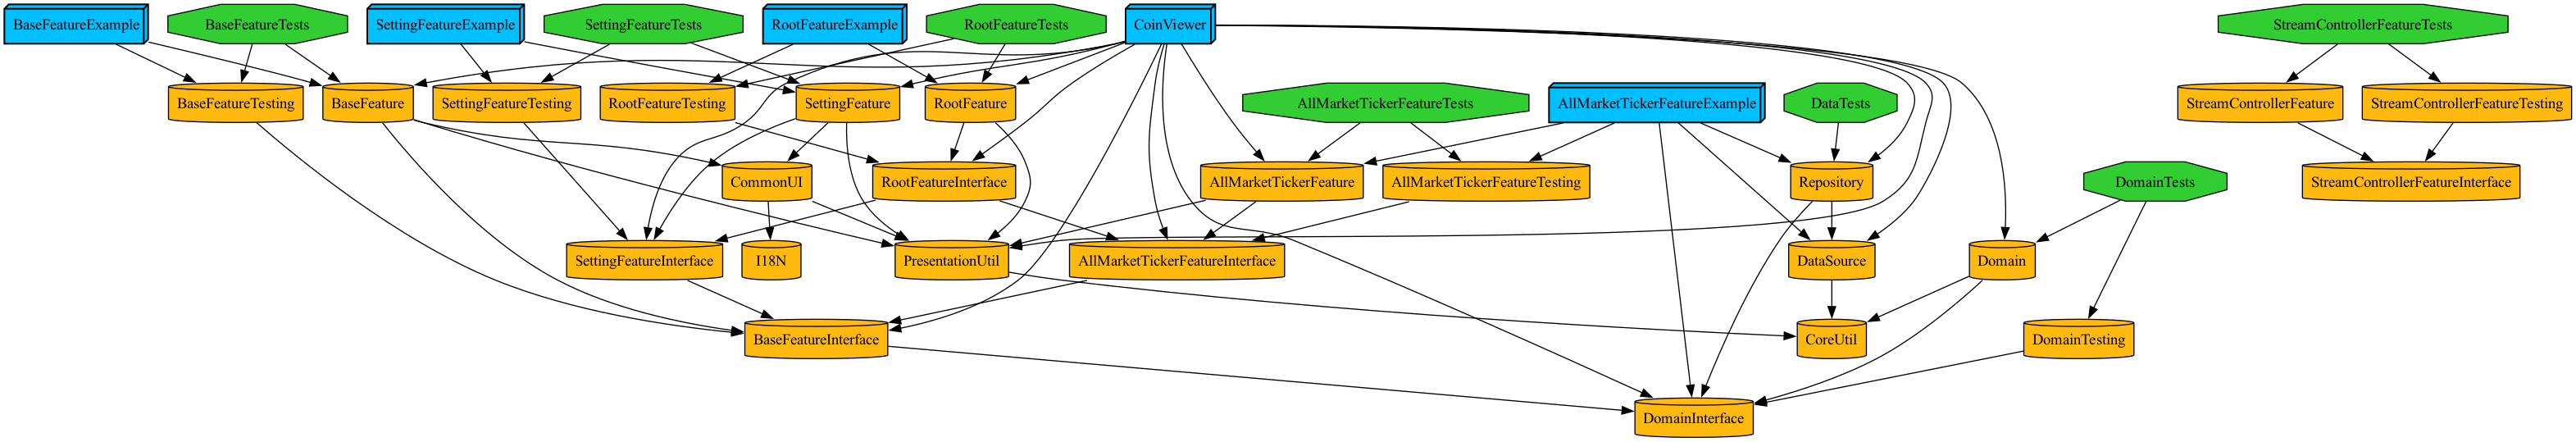 BaseFeatureExample
BaseFeatureTests
SettingFeatureExample
SettingFeatureTests
RootFeatureExample
RootFeatureTests
CoinViewer
StreamControllerFeatureTests
BaseFeatureTesting
BaseFeature
SettingFeatureTesting
RootFeatureTesting
SettingFeature
RootFeature
AllMarketTickerFeatureTests
AllMarketTickerFeatureExample
DataTests
StreamControllerFeature
StreamControllerFeatureTesting
CommonUI
RootFeatureInterface
AllMarketTickerFeature
AllMarketTickerFeatureTesting
Repository
DomainTests
StreamControllerFeatureInterface
SettingFeatureInterface
I18N
PresentationUtil
AllMarketTickerFeatureInterface
DataSource
Domain
BaseFeatureInterface
CoreUtil
DomainTesting
DomainInterface